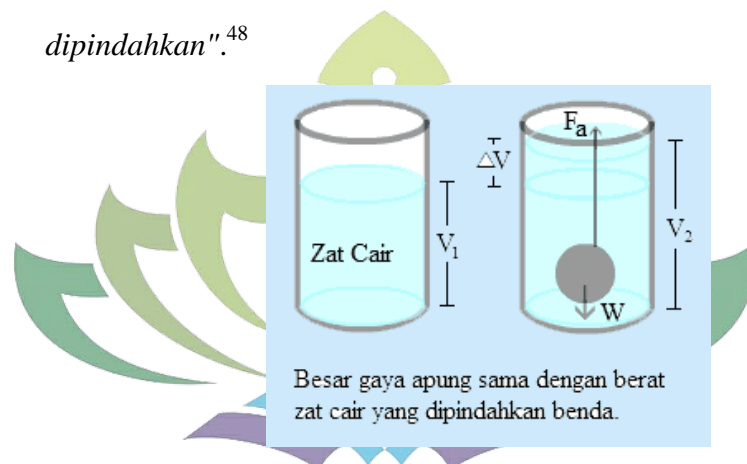 dipindahkan".48
Fa
ΔV
V1
V2
Zat Cair
W
Besar gaya apung sama dengan berat
zat cair yang dipindahkan benda.